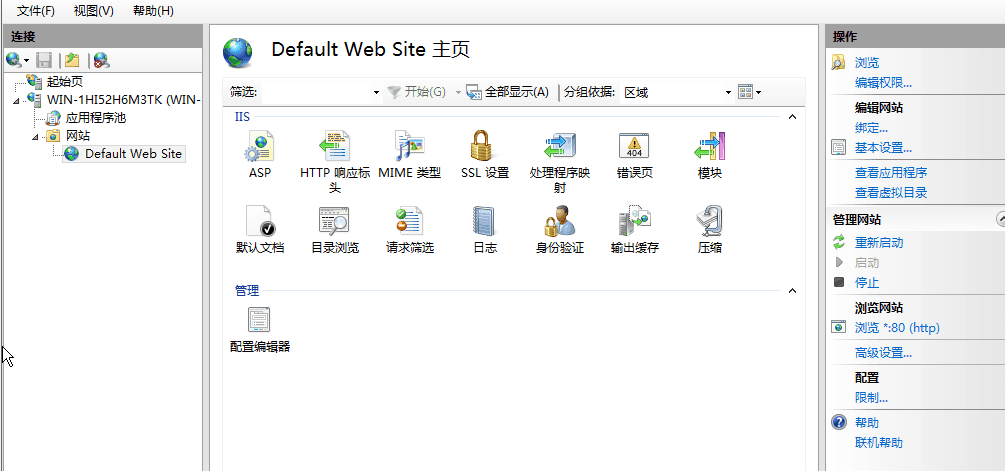 文件(F) 视图(V) 帮助(H)
连接
起始页
WIN-1HI52H6M3TK (WIN-
应用程序池
网站
Default Web Site
Default Web Site 主页
筛选: 开始(G) 全部显示(A) 分组依据: 区域
IIS
ASP HTTP 响应标头 MIME 类型 SSL 设置 处理程序映射 错误页 模块
404
默认文档 目录浏览 请求筛选 日志 身份验证 输出缓存 压缩
管理
配置编辑器
操作
浏览
编辑权限...
编辑网站
绑定...
基本设置...
查看应用程序
查看虚拟目录
管理网站
重新启动
启动
停止
浏览网站
浏览 *:80 (http)
高级设置...
配置
限制...
帮助
联机帮助